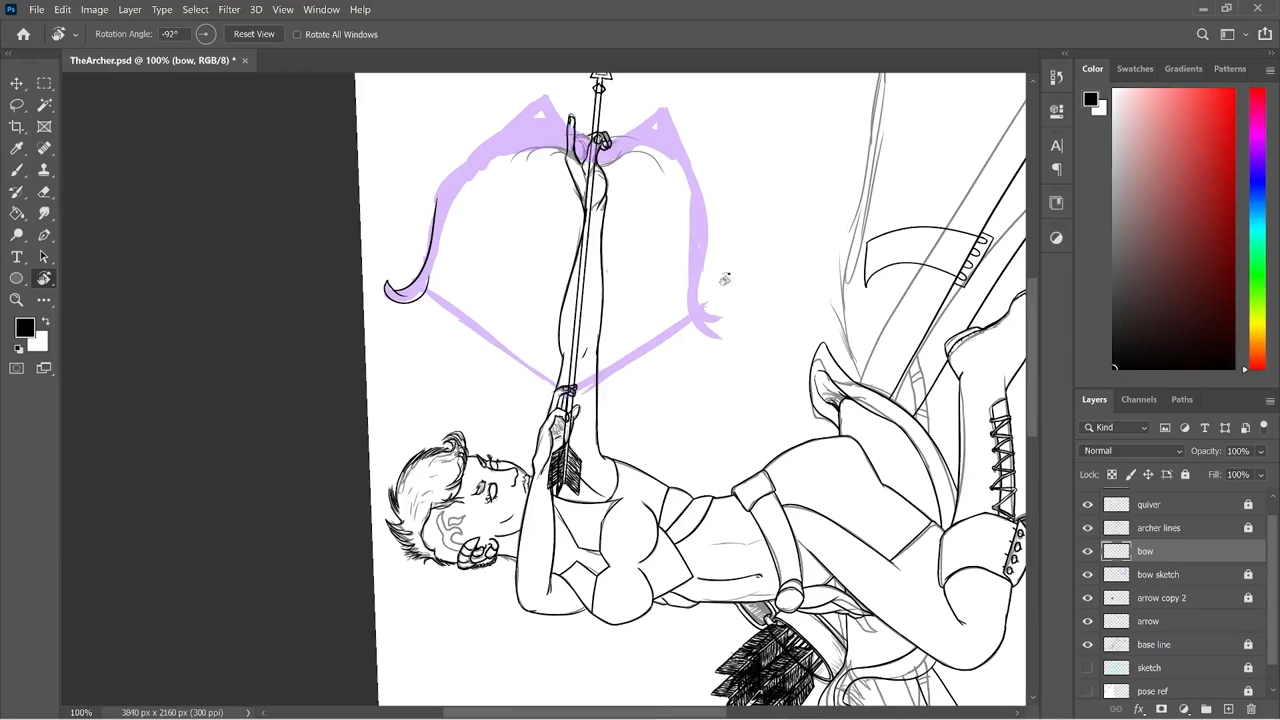 Ps File Edit Image Layer Type Select Filter 3D View Window Help
Rotation Angle: -92° Reset View Rotate All Windows
TheArcher.psd @ 100% (bow, RGB/8) *
Color Swatches Gradients Patterns
Layers Channels Paths
Kind
Normal Opacity: 100%
Lock: Fill: 100%
quiver
archer lines
bow
bow sketch
arrow copy 2
arrow
base line
sketch
pose ref
100% 3840 px x 2160 px (300 ppi)